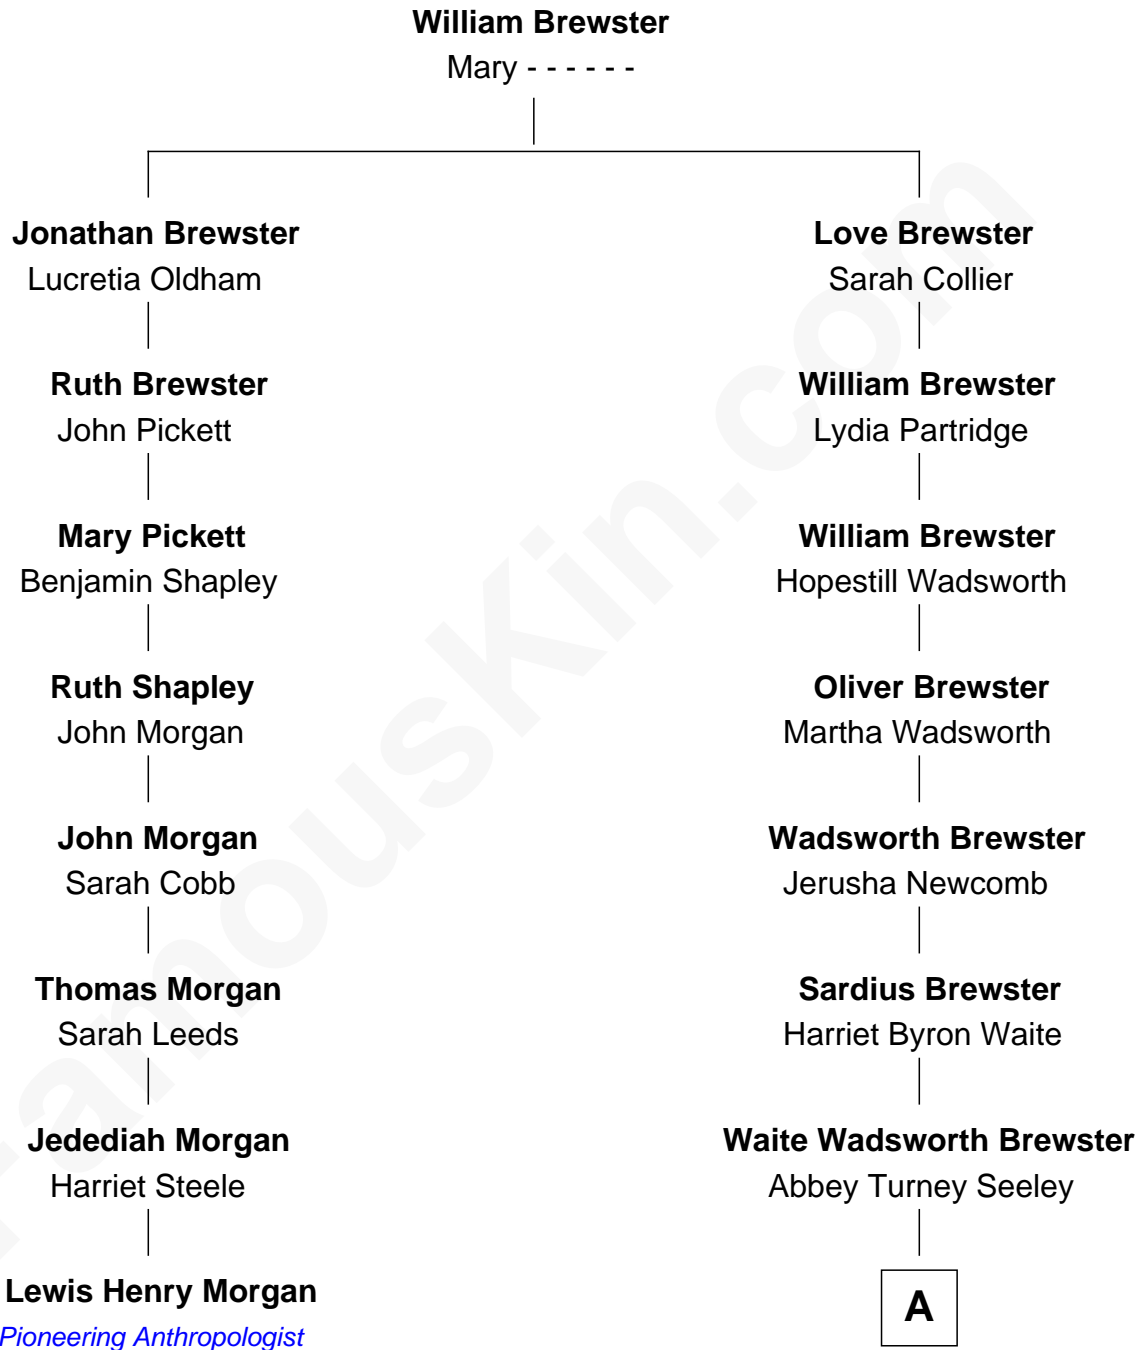 William Brewster
Mary - - - - - -
Jonathan Brewster
Lucretia Oldham
Love Brewster
Sarah Collier
Ruth Brewster
John Pickett
William Brewster
Lydia Partridge
Mary Pickett
Benjamin Shapley
William Brewster
Hopestill Wadsworth
Ruth Shapley
John Morgan
Oliver Brewster
Martha Wadsworth
John Morgan
Sarah Cobb
Wadsworth Brewster
Jerusha Newcomb
Thomas Morgan
Sarah Leeds
Sardius Brewster
Harriet Byron Waite
Jedediah Morgan
Harriet Steele
Waite Wadsworth Brewster
Abbey Turney Seeley
Lewis Henry Morgan
Pioneering Anthropologist
A
FamousKin.com